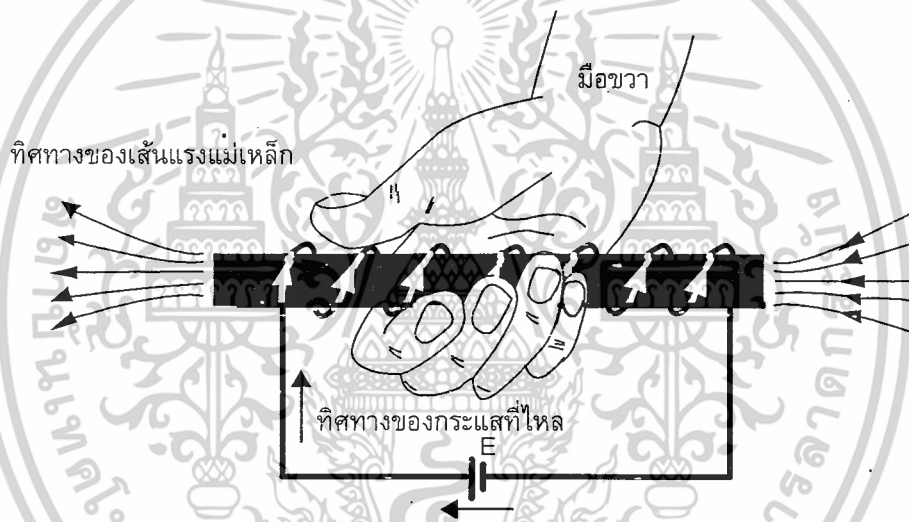 มือขวา
ทิศทางของเส้นแรงแม่เหล็ก
ทิศทางของกระแสที่ไหล
E